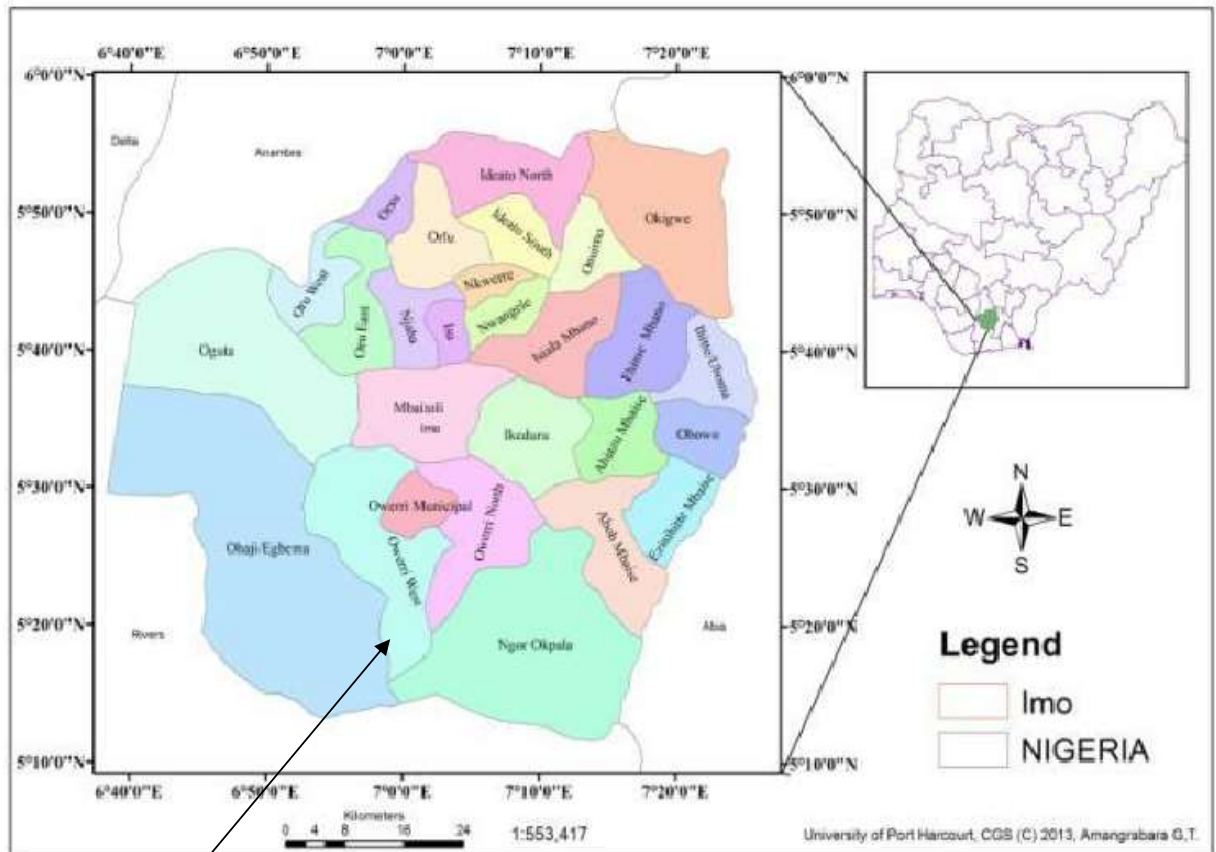 6°40'0"E 6°50'0"E 7°0'0"E 7°10'0"E 7°20'0"E
6°0'0"N
6°0'0"N
Delta
Anambra
Ideato North
Okigwe
Orsu
5°50'0"N
5°50'0"N
Orlu
Ideato South
Onuimo
Nkwerre
Oru West
Nwangele
Oru East
Njaba
Isu
Isiala Mbano
Ehime Mbano
Ihitte/Uboma
Oguta
5°40'0"N
5°40'0"N
Mbaitoli
imo
Ikeduru
Ahiazu Mbaise
Obowo
5°30'0"N
5°30'0"N
Owerri Municipal
Owerri North
Ezinihitte Mbaise
Aboh Mbaise
Ohaji/Egbema
Owerri West
5°20'0"N
5°20'0"N
Rivers
Ngor Okpala
Abia
5°10'0"N
5°10'0"N
6°40'0"E 6°50'0"E 7°0'0"E 7°10'0"E 7°20'0"E
N
W E
S
Legend
Imo
NIGERIA
Kilometers
0 4 8 16 24
1:553,417
University of Port Harcourt, CGS (C) 2013, Amangrabara G.T.